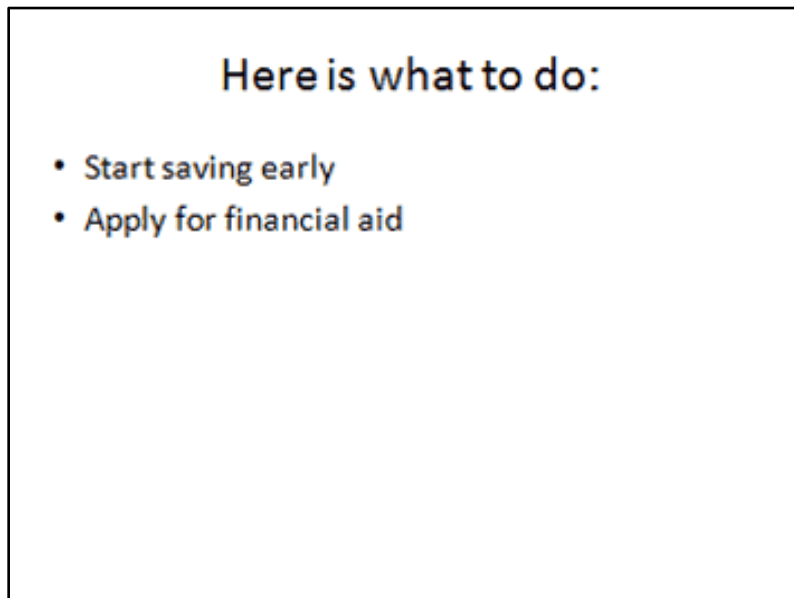 Here is what to do:
• Start saving early
• Apply for financial aid